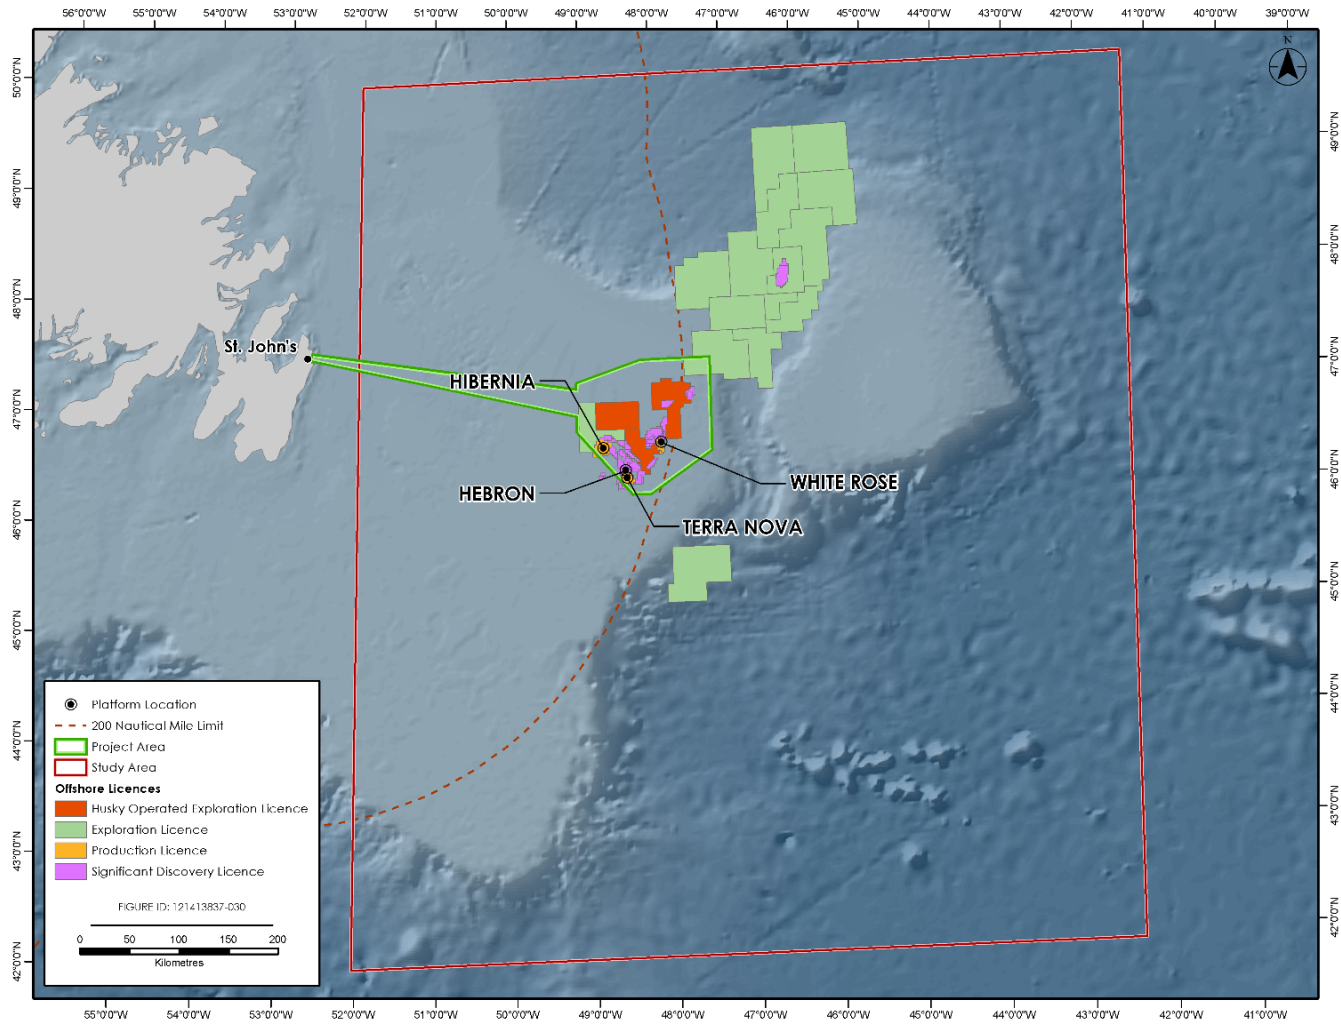 56°0'0"W 55°0'0"W 54°0'0"W 53°0'0"W 52°0'0"W 51°0'0"W 50°0'0"W 49°0'0"W 48°0'0"W 47°0'0"W 46°0'0"W 45°0'0"W 44°0'0"W 43°0'0"W 42°0'0"W 41°0'0"W 40°0'0"W 39°0'0"W
N
50°0'0"N
49°0'0"N
48°0'0"N
47°0'0"N
46°0'0"N
45°0'0"N
44°0'0"N
43°0'0"N
42°0'0"N
49°0'0"N
48°0'0"N
47°0'0"N
46°0'0"N
45°0'0"N
44°0'0"N
43°0'0"N
42°0'0"N
St. John's
HIBERNIA
WHITE ROSE
HEBRON
TERRA NOVA
Platform Location
200 Nautical Mile Limit
Project Area
Study Area
Offshore Licences
Husky Operated Exploration Licence
Exploration Licence
Production Licence
Significant Discovery Licence
FIGURE ID: 121413837-030
0 50 100 150 200
Kilometres
55°0'0"W 54°0'0"W 53°0'0"W 52°0'0"W 51°0'0"W 50°0'0"W 49°0'0"W 48°0'0"W 47°0'0"W 46°0'0"W 45°0'0"W 44°0'0"W 43°0'0"W 42°0'0"W 41°0'0"W